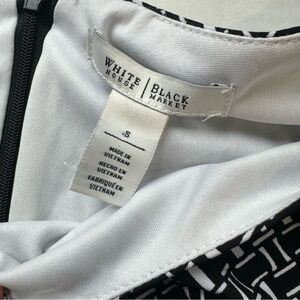 WHITE HOUSE | BLACK MARKET
S
MADE IN
VIETNAM
HECHO EN
VIETNAM
FABRIQUÉ EN
VIETNAM